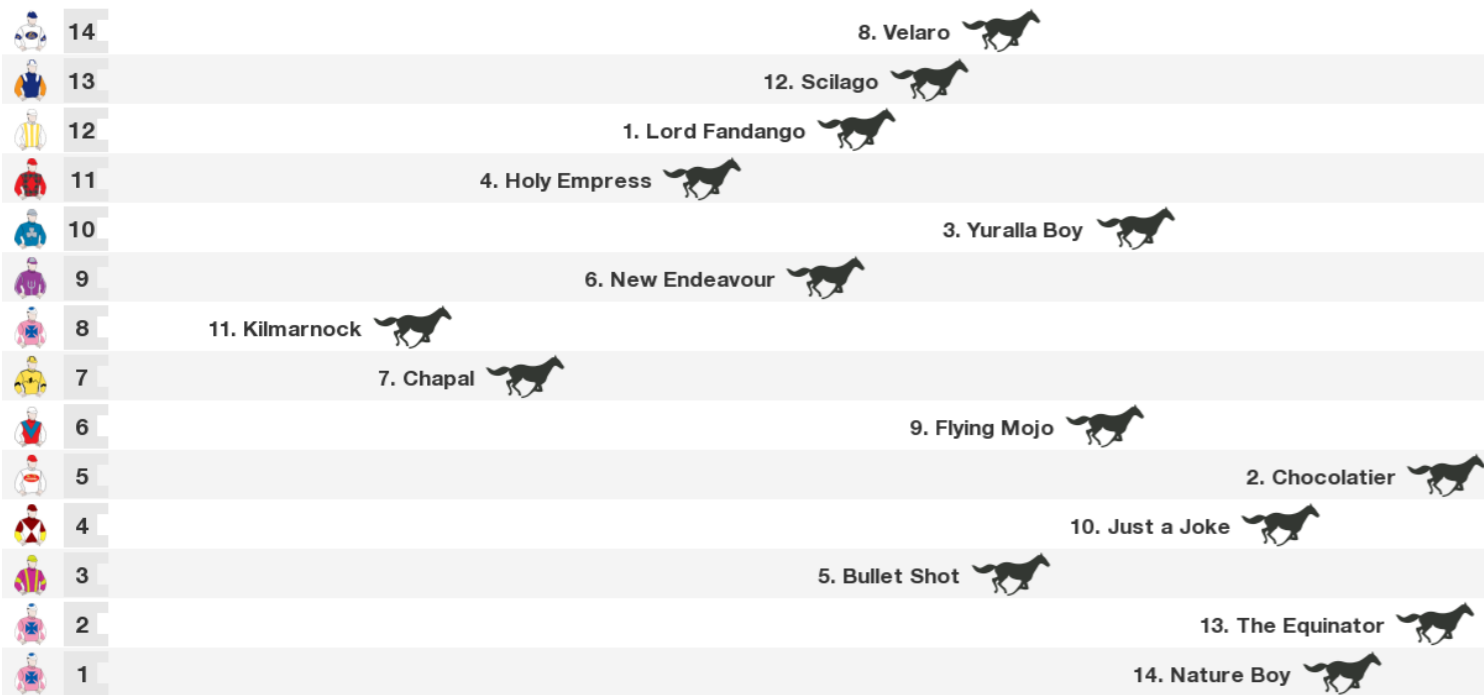 14 8. Velaro
13 12. Scilago
12 1. Lord Fandango
11 4. Holy Empress
10 3. Yuralla Boy
9 6. New Endeavour
8 11. Kilmarnock
7 7. Chapal
6 9. Flying Mojo
5 2. Chocolatier
4 10. Just a Joke
3 5. Bullet Shot
2 13. The Equinator
1 14. Nature Boy